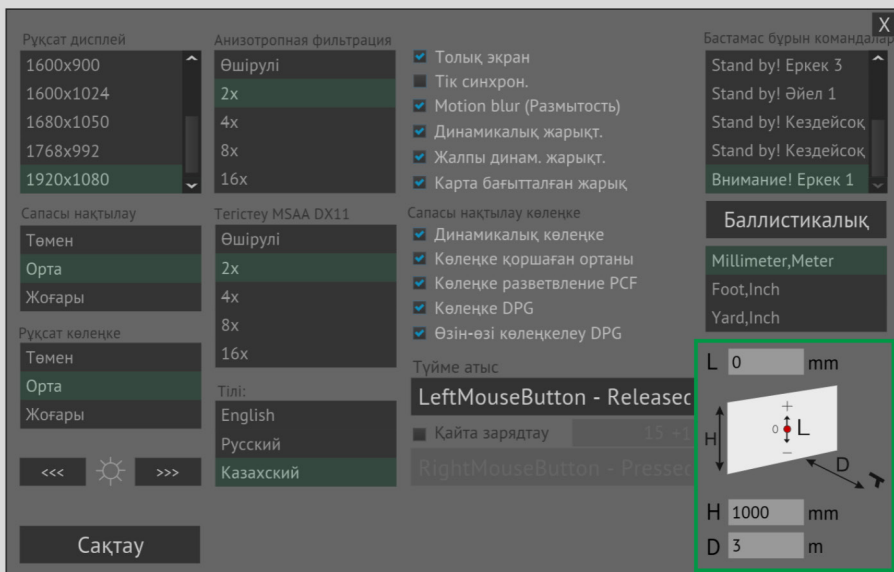 X
Рұқсат дисплей
1600x900
1600x1024
1680x1050
1768x992
1920x1080
Сапасы нақтылау
Төмен
Орта
Жоғары
Рұқсат көлеңке
Төмен
Орта
Жоғары
<<<
>>>
Сақтау
Анизотропная фильтрация
Өшірулі
2x
4x
8x
16x
Тегістеу MSAA DX11
Өшірулі
2x
4x
8x
16x
Тілі:
English
Русский
Казахский
Толық экран
Тік синхрон.
Motion blur (Размытость)
Динамикалық жарықт.
Жалпы динам. жарықт.
Карта бағытталған жарық
Сапасы нақтылау көлеңке
Динамикалық көлеңке
Көлеңке қоршаған ортаны
Көлеңке разветвление PCF
Көлеңке DPG
Өзін-өзі көлеңкелеу DPG
Түйме атыс
LeftMouseButton - Released
Қайта зарядтау
15 +1
RightMouseButton - Pressed
Бастамас бұрын командалар
Stand by! Еркек 3
Stand by! Әйел 1
Stand by! Кездейсоқ
Stand by! Кездейсоқ
Внимание! Еркек 1
Баллистикалық
Millimeter,Meter
Foot,Inch
Yard,Inch
L 0 mm
+
0 L
H
−
D
H 1000 mm
D 3 m